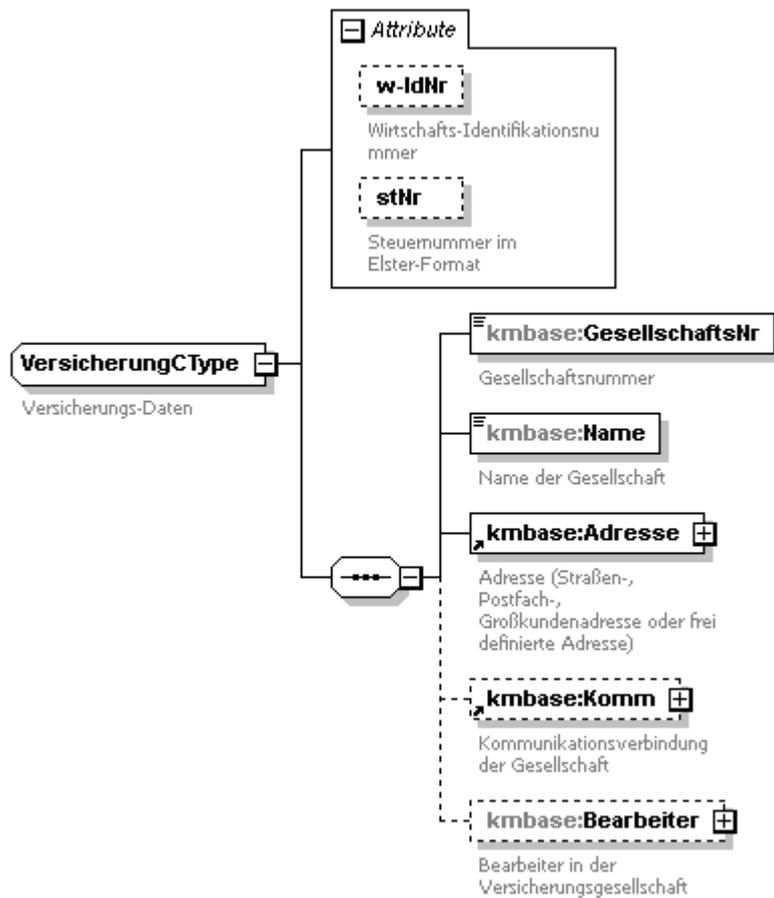 Attribute
w-IdNr
Wirtschafts-Identifikationsnu
mmer
stNr
Steuernummer im
Elster-Format
VersicherungCType
Versicherungs-Daten
kmbase:GesellschaftsNr
Gesellschaftsnummer
kmbase:Name
Name der Gesellschaft
kmbase:Adresse
Adresse (Straßen-,
Postfach-,
Großkundenadresse oder frei
definierte Adresse)
kmbase:Komm
Kommunikationsverbindung
der Gesellschaft
kmbase:Bearbeiter
Bearbeiter in der
Versicherungsgesellschaft